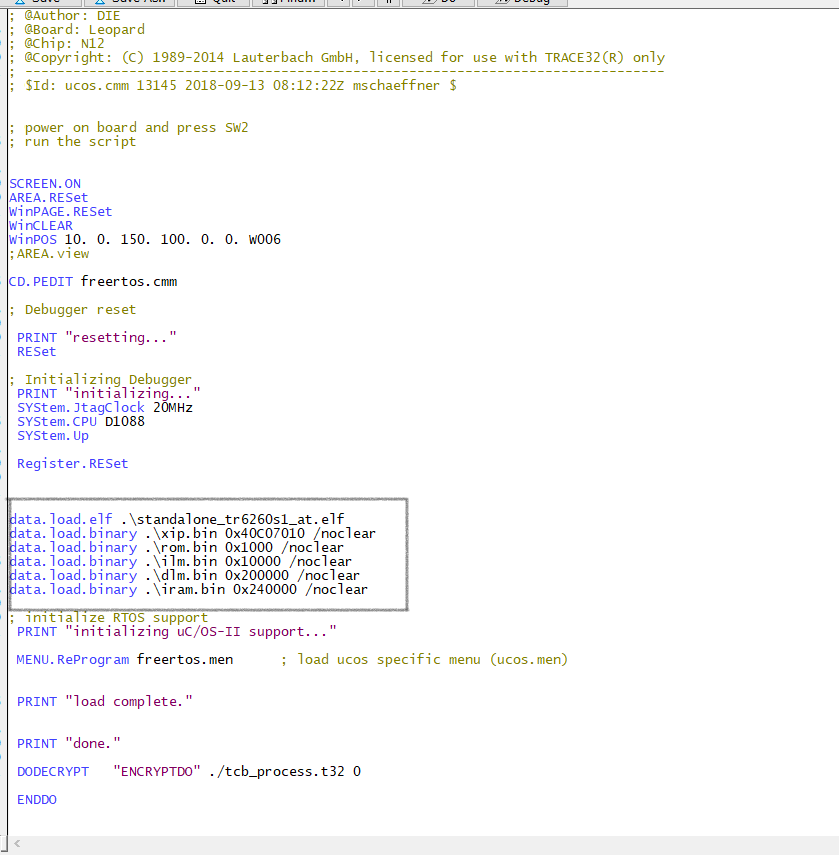 ; @Author: DIE
; @Board: Leopard
; @Chip: N12
; @Copyright: (C) 1989-2014 Lauterbach GmbH, licensed for use with TRACE32(R) only
; --------------------------------------------------------------------------------
; $Id: ucos.cmm 13145 2018-09-13 08:12:22Z mschaeffner $
; power on board and press SW2
; run the script
SCREEN.ON
AREA.RESet
WinPAGE.RESet
WinCLEAR
WinPOS 10. 0. 150. 100. 0. 0. W006
;AREA.view
CD.PEDIT freertos.cmm
; Debugger reset
PRINT "resetting..."
RESet
; Initializing Debugger
PRINT "initializing..."
SYStem.JtagClock 20MHz
SYStem.CPU D1088
SYStem.Up
Register.RESet
data.load.elf .\standalone_tr6260s1_at.elf
data.load.binary .\xip.bin 0x40C07010 /noclear
data.load.binary .\rom.bin 0x1000 /noclear
data.load.binary .\ilm.bin 0x10000 /noclear
data.load.binary .\dlm.bin 0x200000 /noclear
data.load.binary .\iram.bin 0x240000 /noclear
; initialize RTOS support
PRINT "initializing uC/OS-II support..."
MENU.ReProgram freertos.men ; load ucos specific menu (ucos.men)
PRINT "load complete."
PRINT "done."
DODECRYPT "ENCRYPTDO" ./tcb_process.t32 0
ENDDO